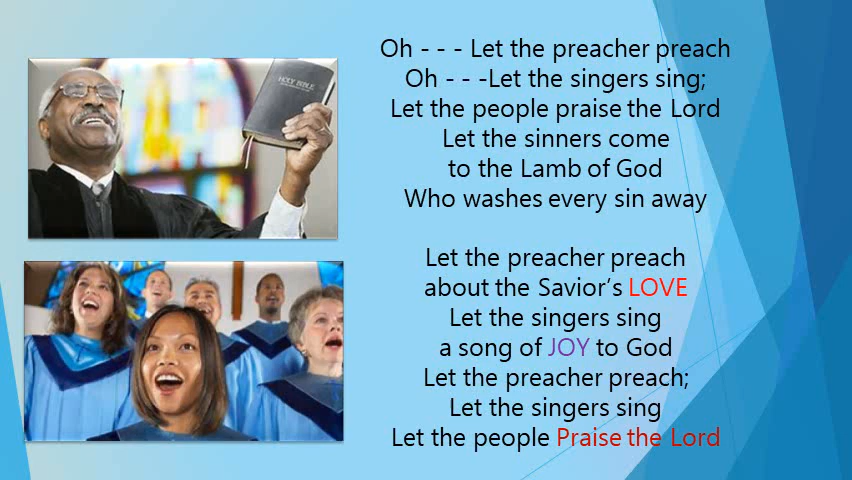 HOLY BIBLE
Oh - - - Let the preacher preach
Oh - - -Let the singers sing;
Let the people praise the Lord
Let the sinners come
to the Lamb of God
Who washes every sin away
Let the preacher preach
about the Savior’s LOVE
Let the singers sing
a song of JOY to God
Let the preacher preach;
Let the singers sing
Let the people Praise the Lord